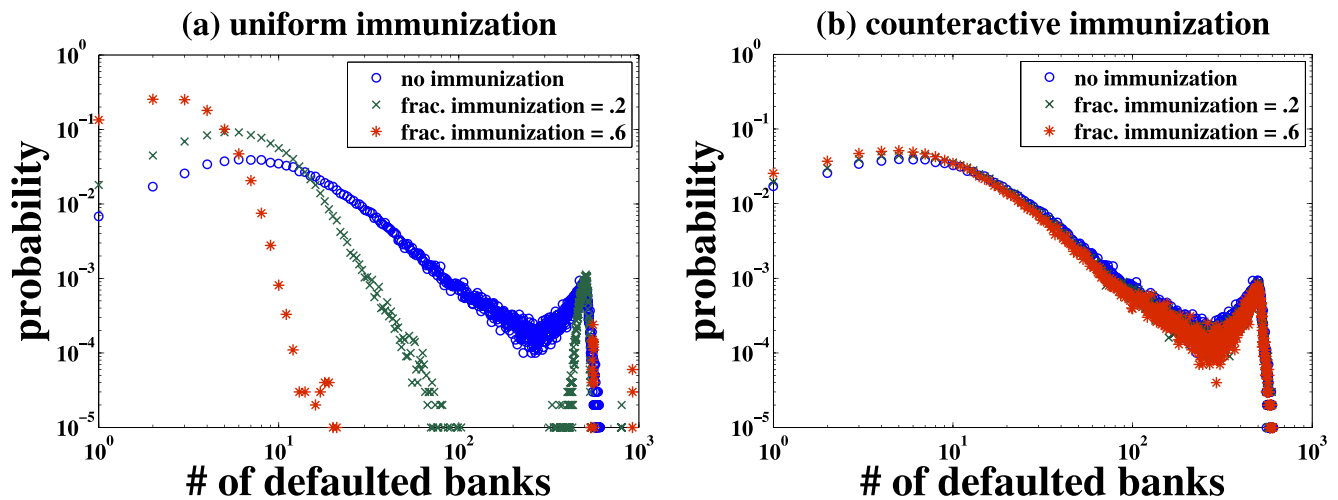 (a) uniform immunization
probability
10^0
10^-1
10^-2
10^-3
10^-4
10^-5
no immunization
frac. immunization = .2
frac. immunization = .6
10^0
10^1
10^2
10^3
# of defaulted banks
(b) counteractive immunization
probability
10^0
10^-1
10^-2
10^-3
10^-4
10^-5
no immunization
frac. immunization = .2
frac. immunization = .6
10^0
10^1
10^2
10^3
# of defaulted banks